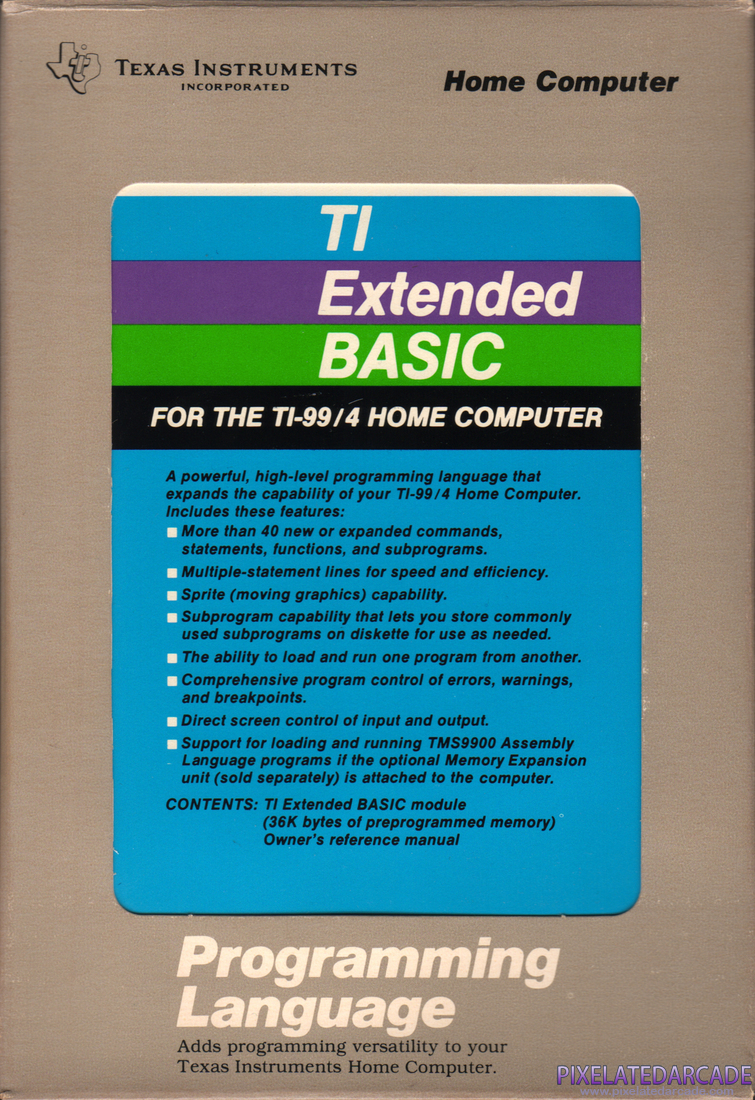 TEXAS INSTRUMENTS
INCORPORATED
Home Computer
TI
Extended
BASIC
FOR THE TI-99/4 HOME COMPUTER
A powerful, high-level programming language that
expands the capability of your TI-99/4 Home Computer.
Includes these features:
■ More than 40 new or expanded commands,
statements, functions, and subprograms.
■ Multiple-statement lines for speed and efficiency.
■ Sprite (moving graphics) capability.
■ Subprogram capability that lets you store commonly
used subprograms on diskette for use as needed.
■ The ability to load and run one program from another.
■ Comprehensive program control of errors, warnings,
and breakpoints.
■ Direct screen control of input and output.
■ Support for loading and running TMS9900 Assembly
Language programs if the optional Memory Expansion
unit (sold separately) is attached to the computer.
CONTENTS: TI Extended BASIC module
(36K bytes of preprogrammed memory)
Owner's reference manual
Programming
Language
Adds programming versatility to your
Texas Instruments Home Computer.
PIXELATEDARCADE
www.pixelatedarcade.com